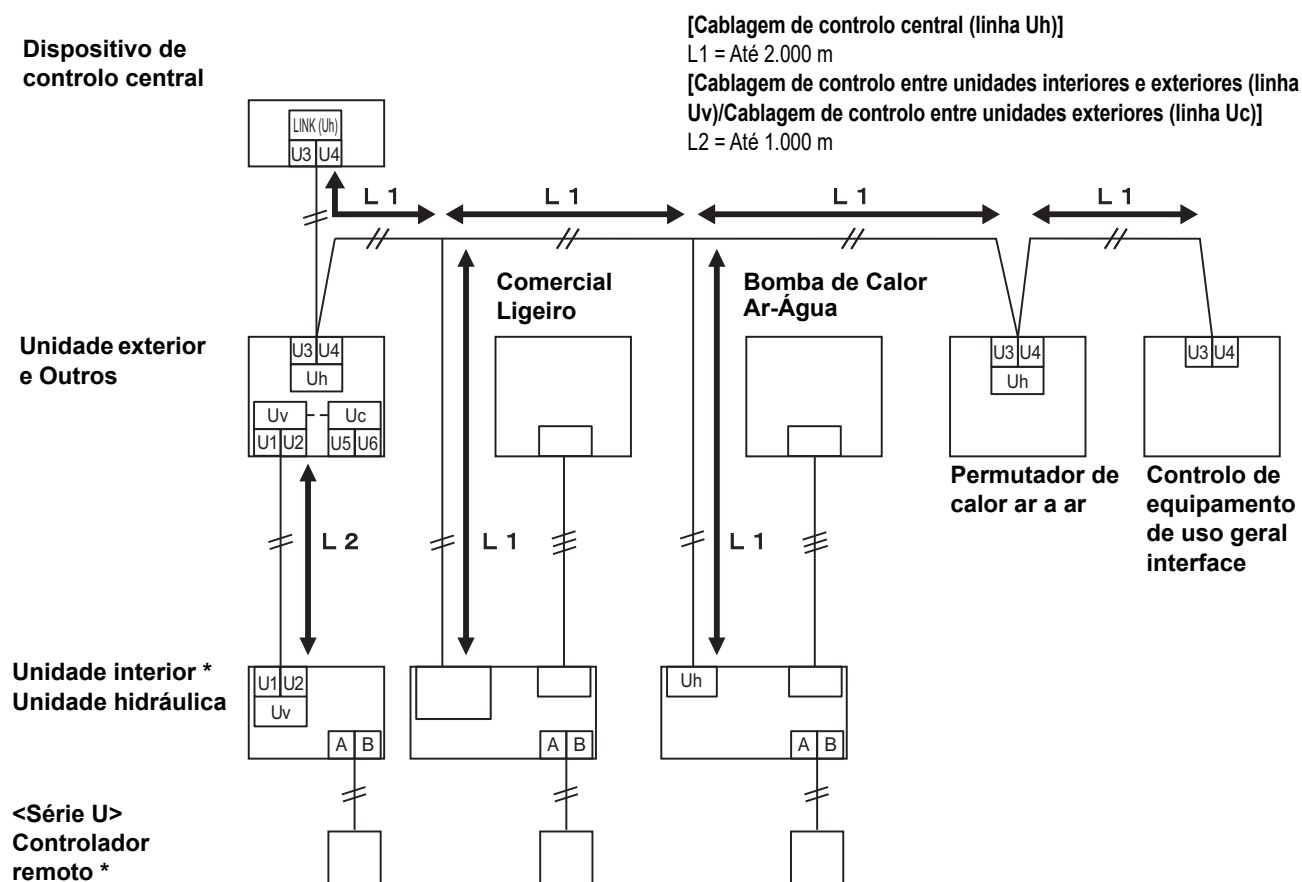 Dispositivo de
controlo central
[Cablagem de controlo central (linha Uh)]
L1 = Até 2.000 m
[Cablagem de controlo entre unidades interiores e exteriores (linha
Uv)/Cablagem de controlo entre unidades exteriores (linha Uc)]
L2 = Até 1.000 m
LINK (Uh)
U3 U4
L 1
L 1
L 1
L 1
Comercial
Ligeiro
Bomba de Calor
Ar-Água
Unidade exterior
e Outros
U3 U4
Uh
Uv
Uc
U1 U2
U5 U6
U3 U4
Uh
U3 U4
Permutador de
calor ar a ar
Controlo de
equipamento
de uso geral
interface
L 2
L 1
L 1
Unidade interior *
Unidade hidráulica
U1 U2
Uv
A B
A B
Uh
A B
<Série U>
Controlador
remoto *